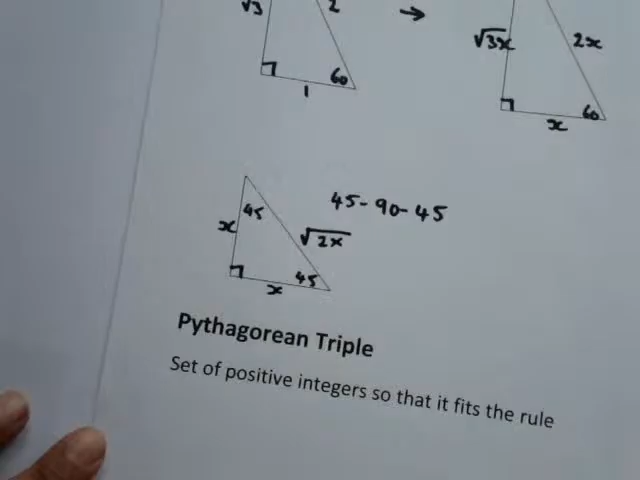 √3 2 → √3x 2x
60 60
1 x
45 - 90 - 45
45
x √2x
45
x
Pythagorean Triple
Set of positive integers so that it fits the rule